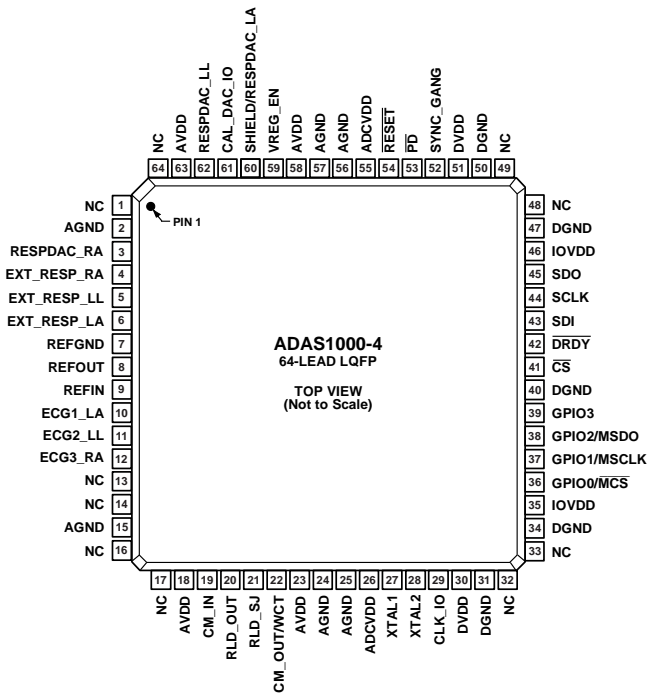 NC
AVDD
RESPDAC_LL
CAL_DAC_IO
SHIELD/RESPDAC_LA
VREG_EN
AVDD
AGND
AGND
ADCVDD
RESET
PD
SYNC_GANG
DVDD
DGND
NC
64 63 62 61 60 59 58 57 56 55 54 53 52 51 50 49
NC 1
AGND 2
RESPDAC_RA 3
EXT_RESP_RA 4
EXT_RESP_LL 5
EXT_RESP_LA 6
REFGND 7
REFOUT 8
REFIN 9
ECG1_LA 10
ECG2_LL 11
ECG3_RA 12
NC 13
NC 14
AGND 15
NC 16
PIN 1
ADAS1000-4
64-LEAD LQFP
TOP VIEW
(Not to Scale)
48 NC
47 DGND
46 IOVDD
45 SDO
44 SCLK
43 SDI
42 DRDY
41 CS
40 DGND
39 GPIO3
38 GPIO2/MSDO
37 GPIO1/MSCLK
36 GPIO0/MCS
35 IOVDD
34 DGND
33 NC
17 18 19 20 21 22 23 24 25 26 27 28 29 30 31 32
NC
AVDD
CM_IN
RLD_OUT
RLD_SJ
CM_OUT/WCT
AVDD
AGND
AGND
ADCVDD
XTAL1
XTAL2
CLK_IO
DVDD
DGND
NC